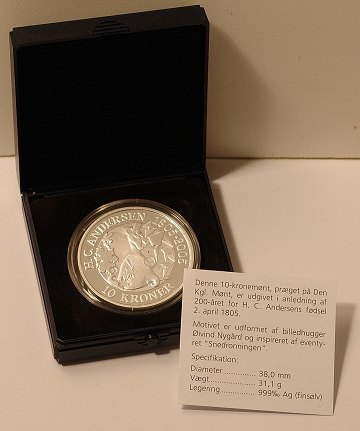 H.C. ANDERSEN 1805-2005
10 KRONER
Denne 10-kronemønt, præget på Den
Kgl. Mønt, er udgivet i anledning af
200-året for H. C. Andersens fødsel
2. april 1805.
Motivet er udformet af billedhugger
Øivind Nygård og inspireret af eventy-
ret "Snedronningen".
Specifikation:
Diameter .............. 38,0 mm
Vægt .................... 31,1 g
Legering ............... 999‰ Ag (finsølv)